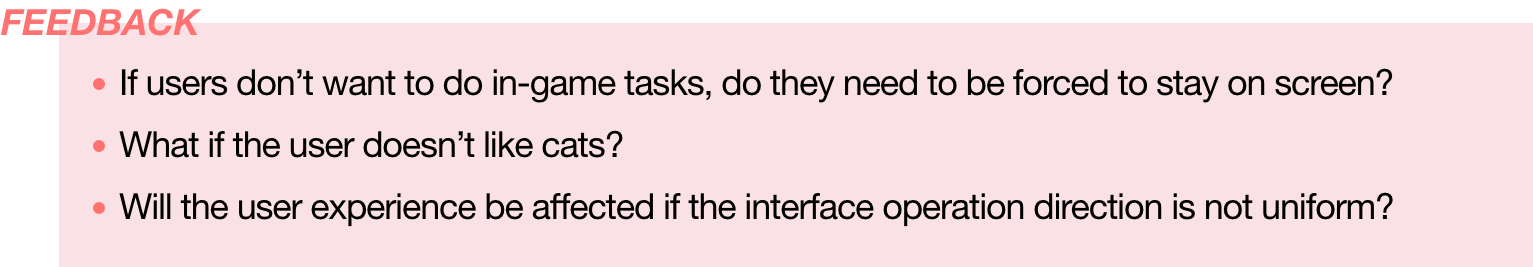 FEEDBACK
• If users don’t want to do in-game tasks, do they need to be forced to stay on screen?
• What if the user doesn’t like cats?
• Will the user experience be affected if the interface operation direction is not uniform?